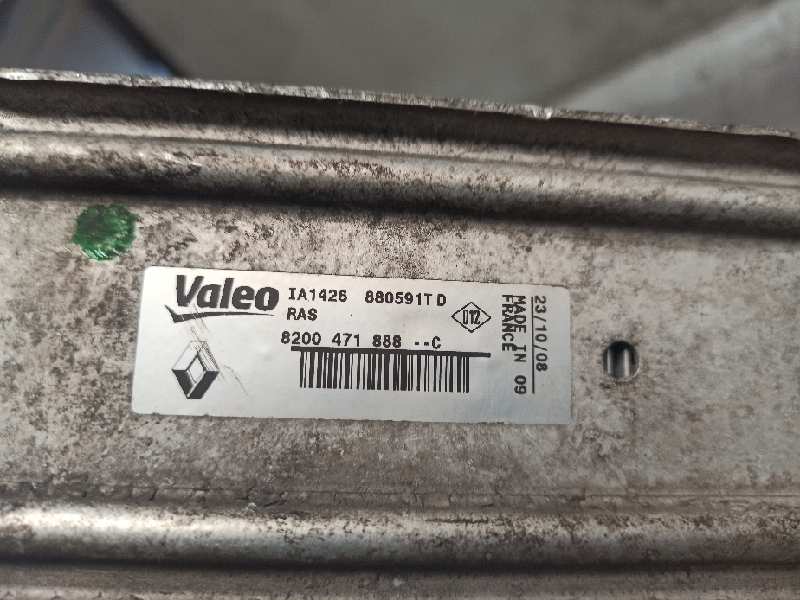 Valeo IA1426 880591T D
RAS
012
8200 471 888 --C
23/10/08
MADE IN 09
FRANCE